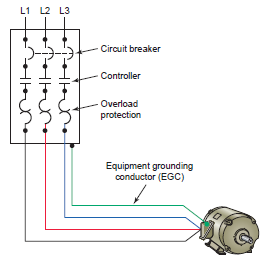 L1 L2 L3
Circuit breaker
Controller
Overload
protection
Equipment grounding
conductor (EGC)